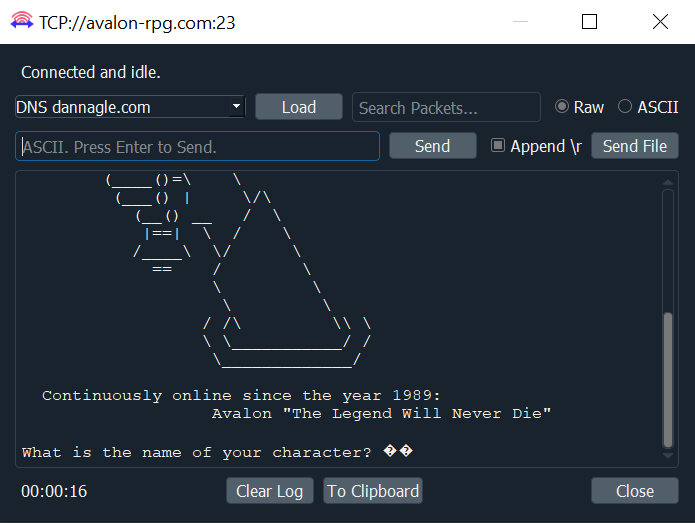 TCP://avalon-rpg.com:23
Connected and idle.
DNS dannagle.com
Load
Search Packets...
Raw
ASCII
ASCII. Press Enter to Send.
Send
Append \r
Send File
(____()=\    \
(___() |     \/\
(__() __   /  \
|==|  \  /    \
/____\  \/      \
==    /        \
\         \
\         \
/ /\         \\ \
\ \___________/ /
\_____________/
Continuously online since the year 1989:
Avalon "The Legend Will Never Die"
What is the name of your character? ��
00:00:16
Clear Log
To Clipboard
Close